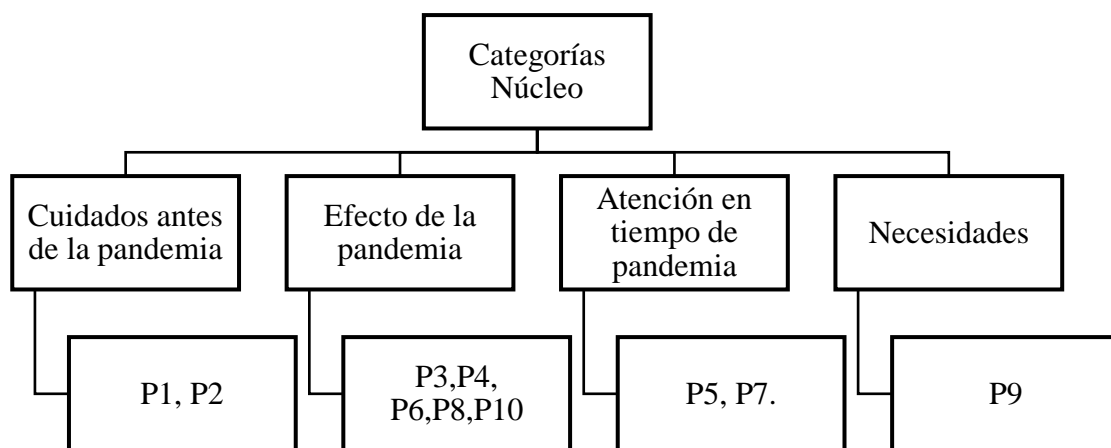 Categorías
Núcleo
Cuidados antes
de la pandemia
Efecto de la
pandemia
Atención en
tiempo de
pandemia
Necesidades
P1, P2
P3,P4,
P6,P8,P10
P5, P7.
P9